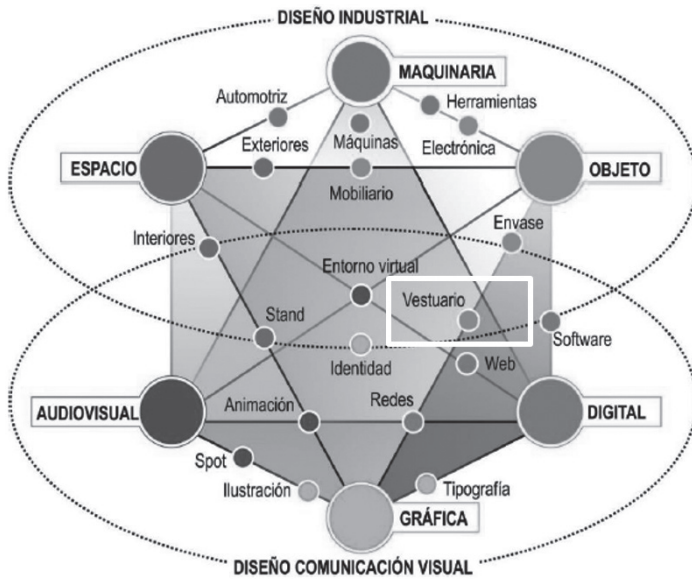 DISEÑO INDUSTRIAL
MAQUINARIA
Automotriz
Herramientas
Exteriores
Máquinas
Electrónica
ESPACIO
OBJETO
Mobiliario
Envase
Interiores
Entorno virtual
Vestuario
Stand
Software
Identidad
Web
AUDIOVISUAL
Animación
Redes
DIGITAL
Spot
Ilustración
Tipografía
GRÁFICA
DISEÑO COMUNICACIÓN VISUAL